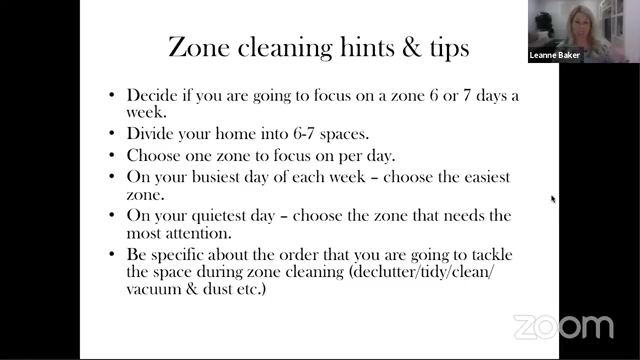 Zone cleaning hints & tips
Leanne Baker
• Decide if you are going to focus on a zone 6 or 7 days a
week.
• Divide your home into 6-7 spaces.
• Choose one zone to focus on per day.
• On your busiest day of each week – choose the easiest
zone.
• On your quietest day – choose the zone that needs the
most attention.
• Be specific about the order that you are going to tackle
the space during zone cleaning (declutter/tidy/clean/
vacuum & dust etc.)
zoom